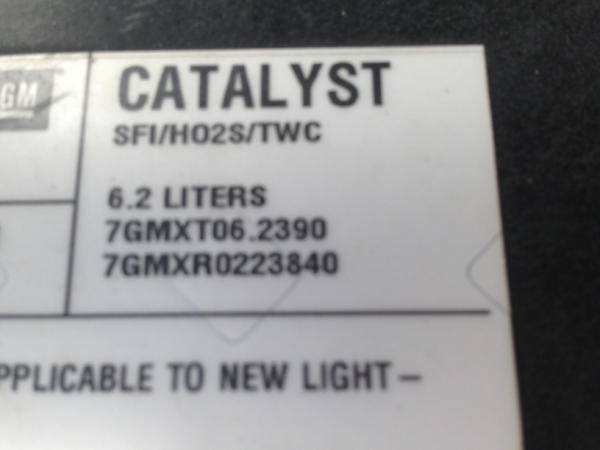 GM
CATALYST
SFI/HO2S/TWC
6.2 LITERS
7GMXT06.2390
7GMXR0223840
PPLICABLE TO NEW LIGHT–